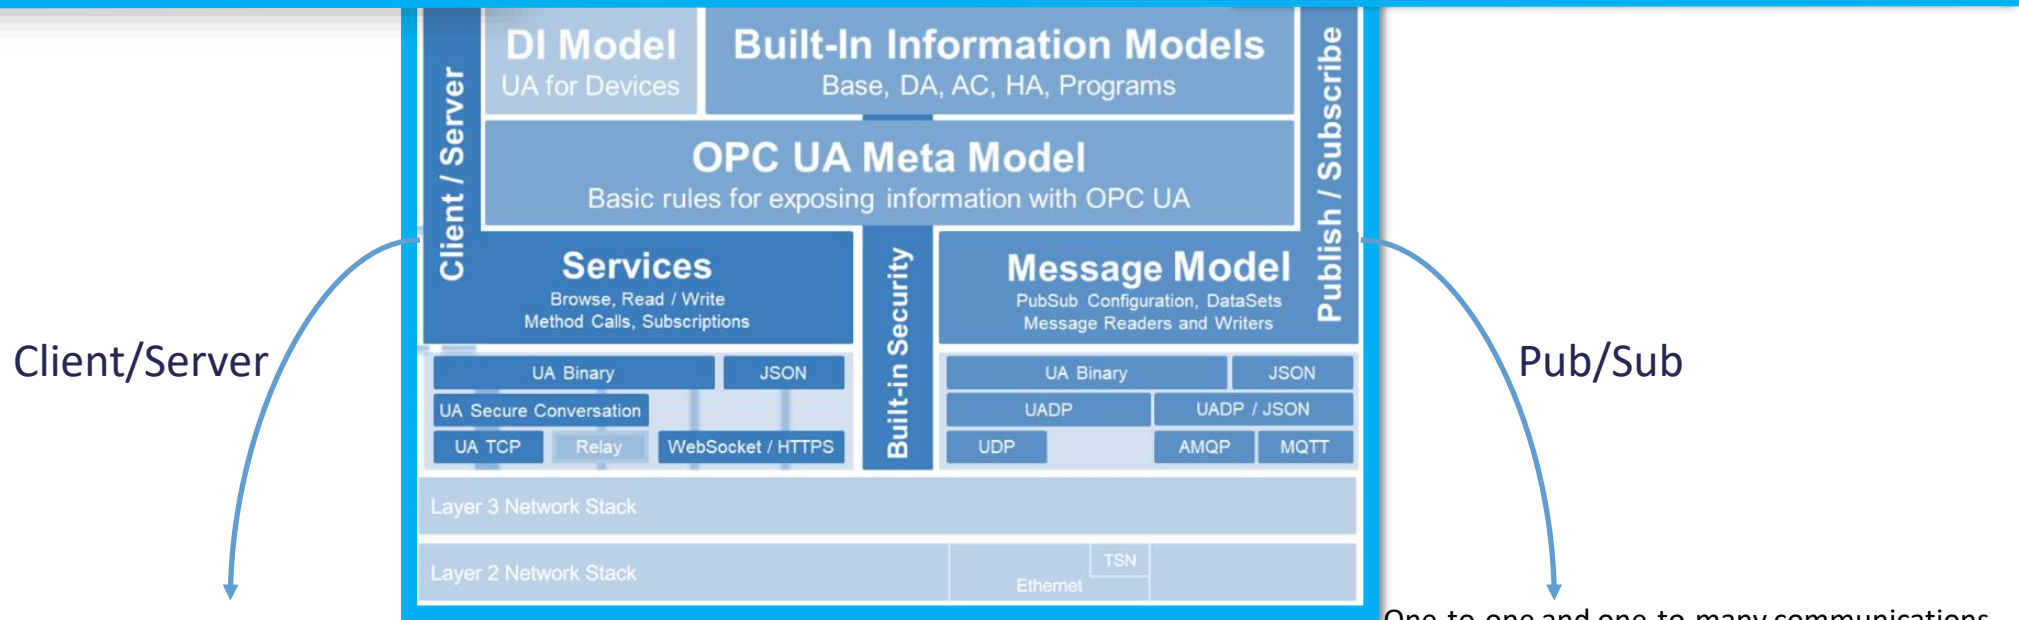 DI Model
UA for Devices
Built-In Information Models
Base, DA, AC, HA, Programs
Client / Server
Publish / Subscribe
OPC UA Meta Model
Basic rules for exposing information with OPC UA
Services
Browse, Read / Write
Method Calls, Subscriptions
Built-in Security
Message Model
PubSub Configuration, DataSets
Message Readers and Writers
Client/Server
Pub/Sub
UA Binary
JSON
UA Secure Conversation
UA TCP
Relay
WebSocket / HTTPS
UA Binary
JSON
UADP
UADP / JSON
UDP
AMQP
MQTT
Layer 3 Network Stack
Layer 2 Network Stack
Ethernet
TSN
One-to-one and one-to-many communications